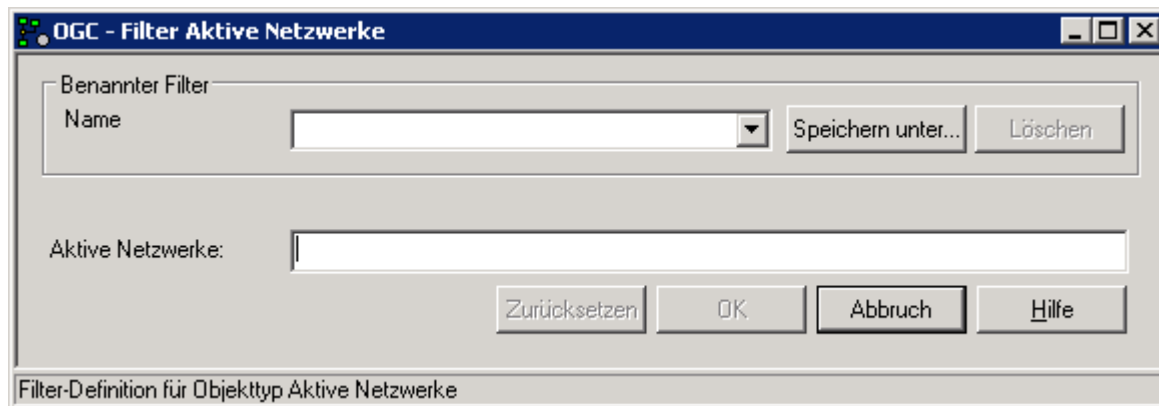 OGC - Filter Aktive Netzwerke
Benannter Filter
Name
Speichern unter...
Löschen
Aktive Netzwerke:
Zurücksetzen
OK
Abbruch
Hilfe
Filter-Definition für Objekttyp Aktive Netzwerke